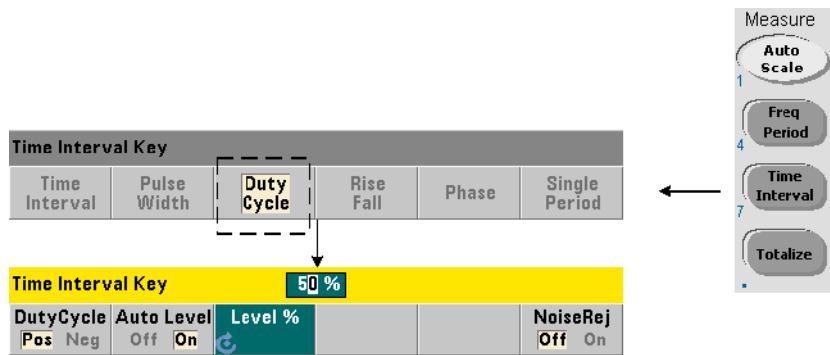 Measure
Auto
Scale
1
Freq
Period
4
Time
Interval
7
Totalize
.
Time Interval Key
Time
Interval
Pulse
Width
Duty
Cycle
Rise
Fall
Phase
Single
Period
Time Interval Key
50 %
DutyCycle
Pos Neg
Auto Level
Off On
Level %
NoiseRej
Off On